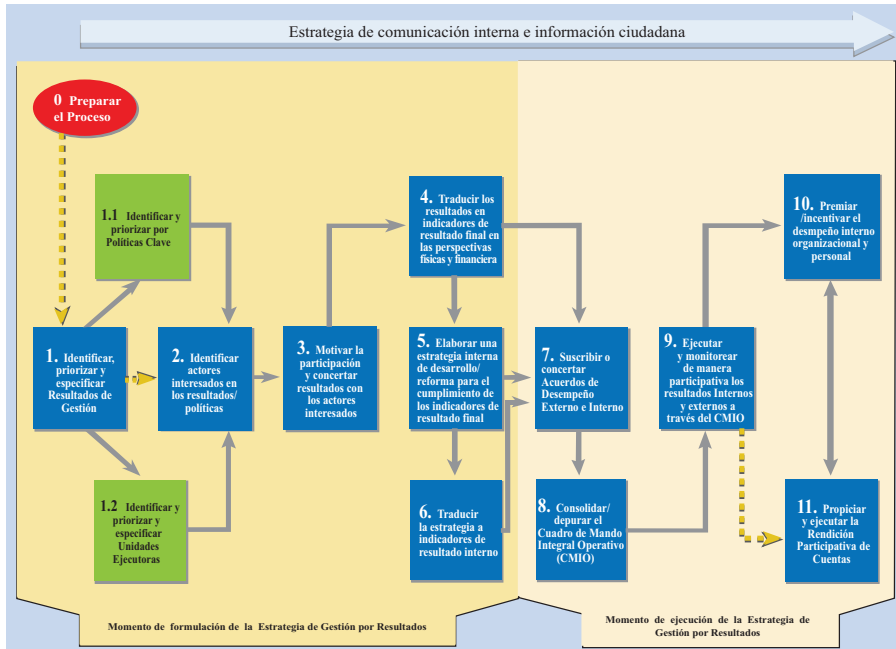 Estrategia de comunicación interna e información ciudadana
0 Preparar
el Proceso
1.1 Identificar y
priorizar por
Políticas Clave
1. Identificar,
priorizar y
especificar
Resultados de
Gestión
1.2 Identificar y
priorizar y
especificar
Unidades
Ejecutoras
2. Identificar
actores
interesados en
los resultados/
políticas
3. Motivar la
participación
y concertar
resultados con
los actores
interesados
4. Traducir los
resultados en
indicadores de
resultado final en
las perspectivas
físicas y financiera
5. Elaborar una
estrategia interna
de desarrollo/
reforma para el
cumplimiento de
los indicadores de
resultado final
6. Traducir
la estrategia a
indicadores de
resultado interno
7. Suscribir o
concertar
Acuerdos de
Desempeño
Externo e Interno
8. Consolidar/
depurar el
Cuadro de Mando
Integral Operativo
(CMIO)
9. Ejecutar
y monitorear
de manera
participativa los
resultados Internos
y externos a
través del CMIO
10. Premiar
/incentivar el
desmpeño interno
organizacional y
personal
11. Propiciar
y ejecutar la
Rendición
Participativa de
Cuentas
Momento de formulación de la Estrategia de Gestión por Resultados
Momento de ejecución de la Estrategia de
Gestión por Resultados